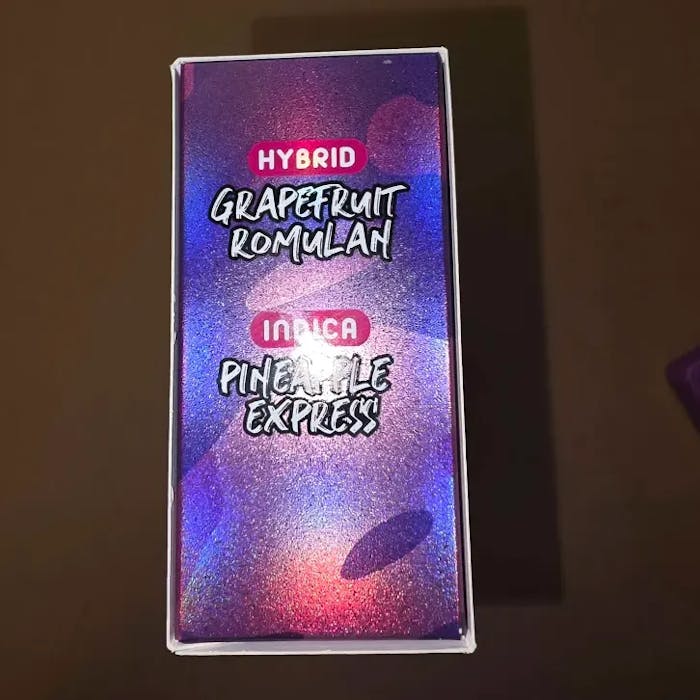 HYBRID
GRAPEFRUIT
ROMULAN
INDICA
PINEAPPLE
EXPRESS